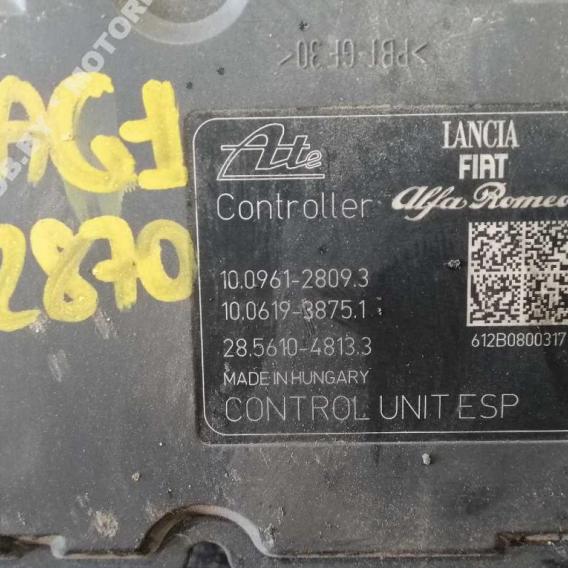 >PBT-GF30<
AG1
2870
Ate
LANCIA
FIAT
Alfa Romeo
Controller
10.0961-2809.3
10.0619-3875.1
28.5610-4813.3
612B0800317
MADE IN HUNGARY
CONTROL UNIT ESP